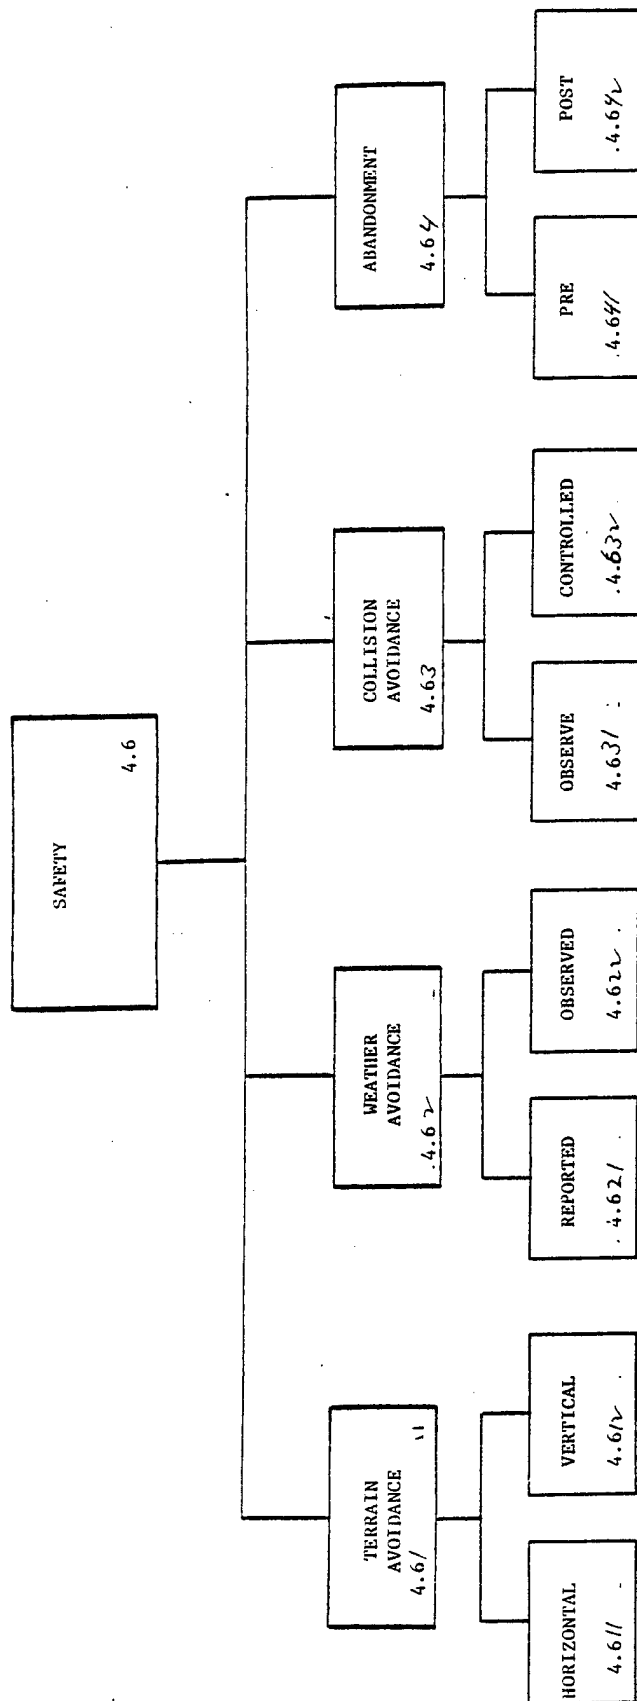 SAFETY
4.6
TERRAIN
AVOIDANCE
4.61
WEATHER
AVOIDANCE
4.62
COLLISION
AVOIDANCE
4.63
ABANDONMENT
4.64
HORIZONTAL
4.611
VERTICAL
4.612
REPORTED
4.621
OBSERVED
4.622
OBSERVE
4.631
CONTROLLED
4.632
PRE
4.641
POST
4.642